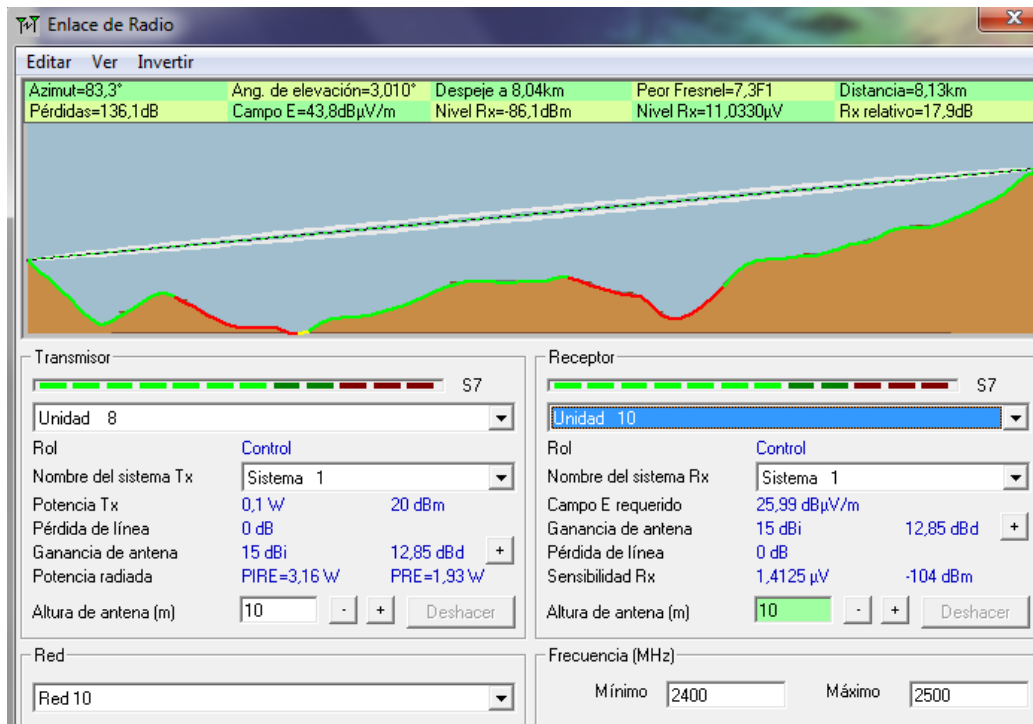 Enlace de Radio
X
Editar Ver Invertir
Azimut=83,3° Ang. de elevación=3,010° Despeje a 8,04km Peor Fresnel=7,3F1 Distancia=8,13km
Pérdidas=136,1dB Campo E=43,8dBµV/m Nivel Rx=-86,1dBm Nivel Rx=11,0330µV Rx relativo=17,9dB
Transmisor
S7
Unidad 8
Rol Control
Nombre del sistema Tx Sistema 1
Potencia Tx 0,1 W 20 dBm
Pérdida de línea 0 dB
Ganancia de antena 15 dBi 12,85 dBd +
Potencia radiada PIRE=3,16 W PRE=1,93 W
Altura de antena (m) 10 - + Deshacer
Red
Red 10
Receptor
S7
Unidad 10
Rol Control
Nombre del sistema Rx Sistema 1
Campo E requerido 25,99 dBµV/m
Ganancia de antena 15 dBi 12,85 dBd +
Pérdida de línea 0 dB
Sensibilidad Rx 1,4125 µV -104 dBm
Altura de antena (m) 10 - + Deshacer
Frecuencia (MHz)
Mínimo 2400 Máximo 2500